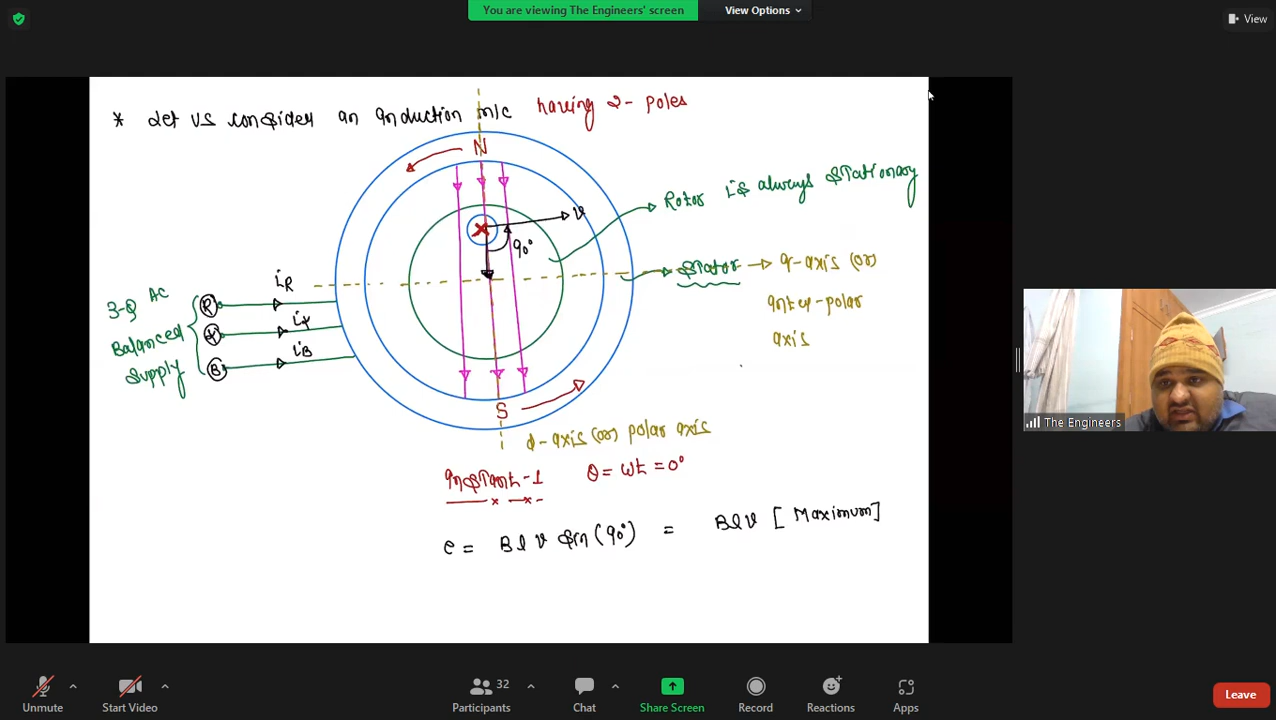 You are viewing The Engineers' screen
View Options
View
* Let us consider an induction m/c having 2- poles
N
Rotor is always stationary
v
90°
Stator → q-axis (or)
inter-polar
axis
3-Φ AC
Balanced
supply
R
iR
Y
iY
B
iB
S
d-axis (or) polar axis
Instant-1 θ = ωt = 0°
e = B l v sin (90°) = B l v [ Maximum ]
The Engineers
Unmute
Start Video
32
Participants
Chat
Share Screen
Record
Reactions
Apps
Leave